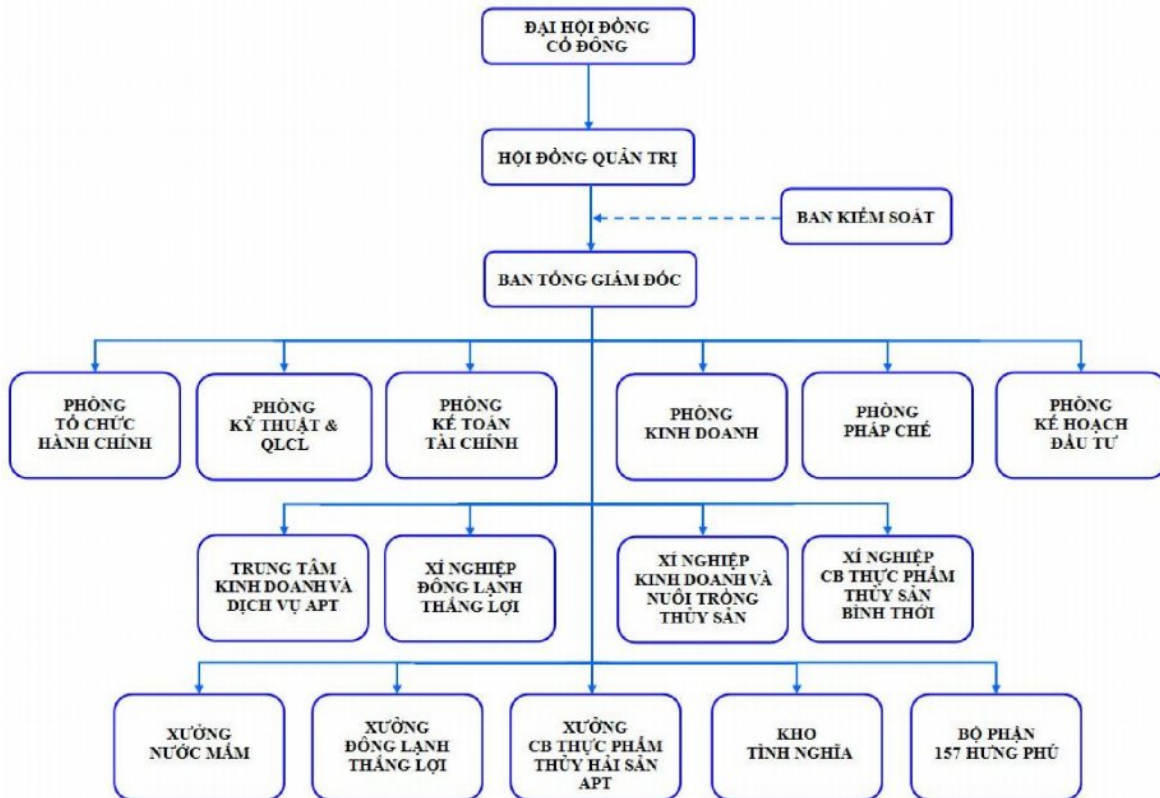 ĐẠI HỘI ĐỒNG
CỔ ĐÔNG
HỘI ĐỒNG QUẢN TRỊ
BAN KIỂM SOÁT
BAN TỔNG GIÁM ĐỐC
PHÒNG
TỔ CHỨC
HÀNH CHÍNH
PHÒNG
KỸ THUẬT &
QLCL
PHÒNG
KẾ TOÁN
TÀI CHÍNH
PHÒNG
KINH DOANH
PHÒNG
PHÁP CHẾ
PHÒNG
KẾ HOẠCH
ĐẦU TƯ
TRUNG TÂM
KINH DOANH VÀ
DỊCH VỤ APT
XÍ NGHIỆP
ĐÔNG LẠNH
THẮNG LỢI
XÍ NGHIỆP
KINH DOANH VÀ
NUÔI TRỒNG
THỦY SẢN
XÍ NGHIỆP
CB THỰC PHẨM
THỦY SẢN
BÌNH THỚI
XƯỞNG
NƯỚC MẮM
XƯỞNG
ĐÔNG LẠNH
THẮNG LỢI
XƯỞNG
CB THỰC PHẨM
THỦY HẢI SẢN
APT
KHO
TÌNH NGHĨA
BỘ PHẬN
157 HƯNG PHÚ